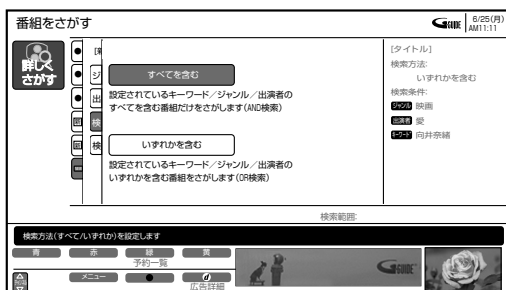 番組をさがす
GGUIDE
6/25(月)
AM11:11
詳しく
さがす
[タイトル]
検索方法:
いずれかを含む
検索条件:
ジャンル 映画
出演者 愛
キーワード 向井奈緒
すべてを含む
設定されているキーワード/ジャンル/出演者の
すべてを含む番組だけをさがします(AND検索)
いずれかを含む
設定されているキーワード/ジャンル/出演者の
いずれかを含む番組をさがします(OR検索)
ジ
出
検
検
検索範囲:
検索方法(すべて/いずれか)を設定します
青
赤
緑
黄
予約一覧
メニュー
d
広告詳細
GGUIDE